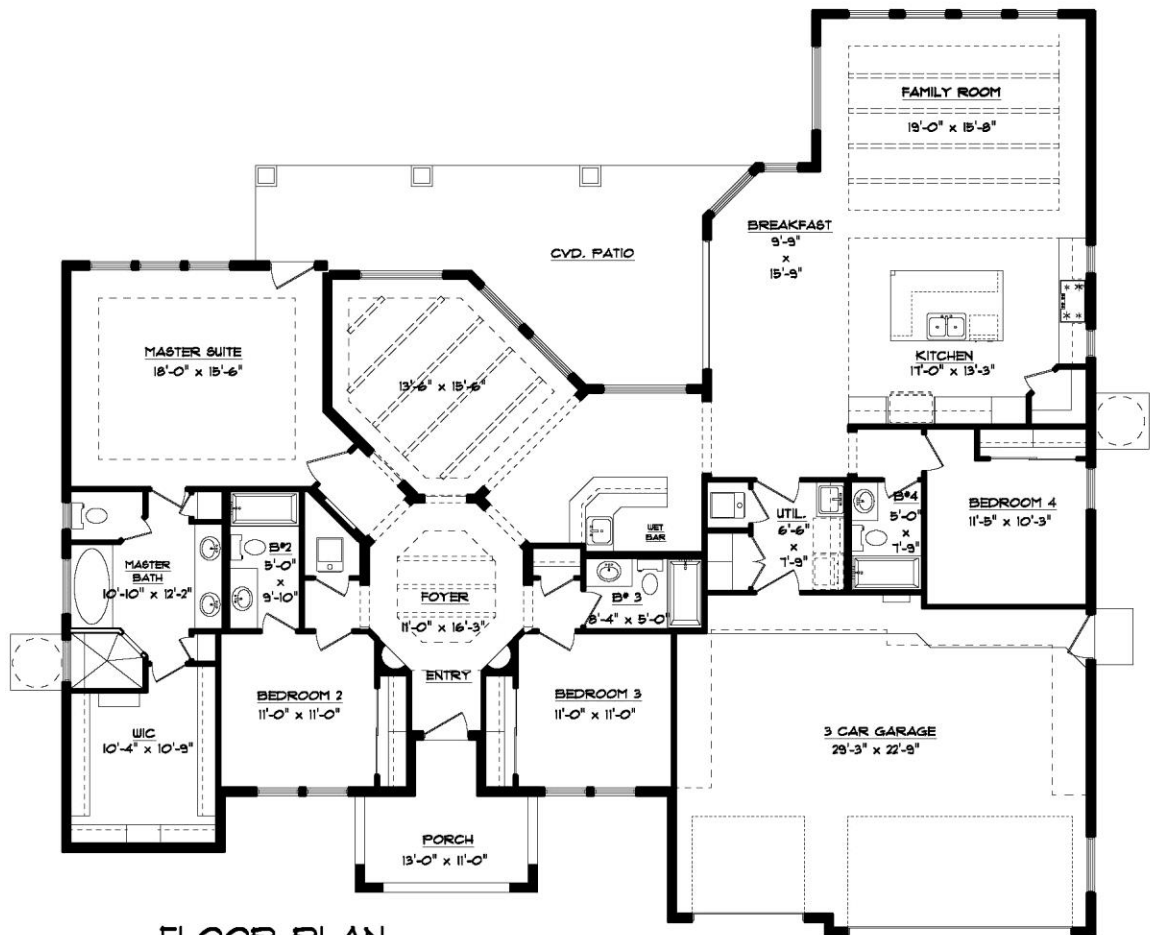 FAMILY ROOM
19'-0" x 15'-8"
BREAKFAST
9'-9"
x
15'-9"
CVD. PATIO
MASTER SUITE
18'-0" x 15'-6"
13'-6" x 15'-6"
KITCHEN
17'-0" x 13'-3"
BEDROOM 4
11'-5" x 10'-3"
B#4
5'-0"
x
7'-9"
UTIL.
6'-6"
x
7'-9"
WET
BAR
B#2
5'-0"
x
9'-10"
MASTER
BATH
10'-10" x 12'-2"
FOYER
11'-0" x 16'-3"
B# 3
8'-4" x 5'-0"
ENTRY
BEDROOM 2
11'-0" x 11'-0"
BEDROOM 3
11'-0" x 11'-0"
WIC
10'-4" x 10'-9"
3 CAR GARAGE
29'-3" x 22'-9"
PORCH
13'-0" x 11'-0"
FLOOR PLAN